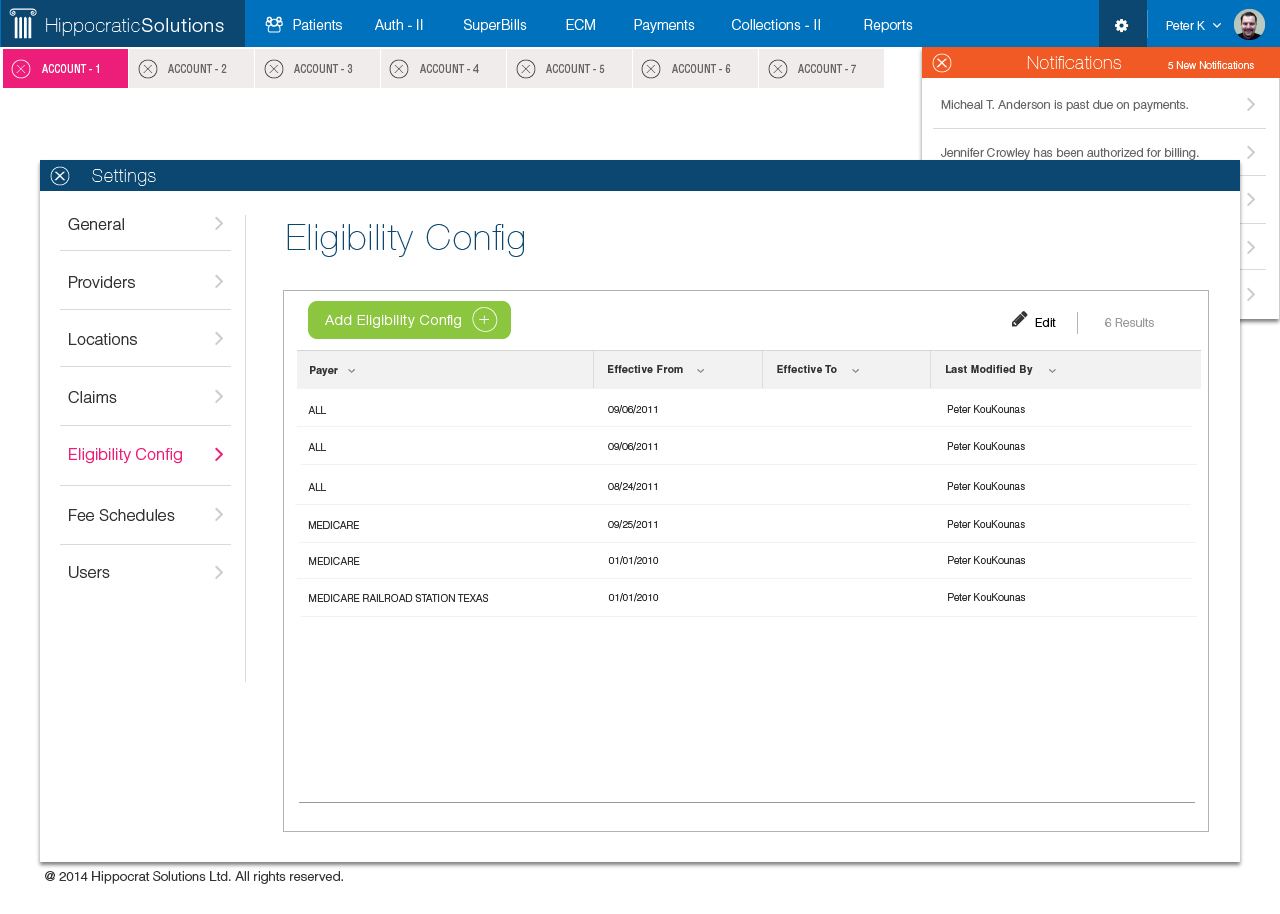 HippocraticSolutions
Patients
Auth - II
SuperBills
ECM
Payments
Collections - II
Reports
Peter K
ACCOUNT - 1
ACCOUNT - 2
ACCOUNT - 3
ACCOUNT - 4
ACCOUNT - 5
ACCOUNT - 6
ACCOUNT - 7
Notifications
5 New Notifications
Micheal T. Anderson is past due on payments.
Jennifer Crowley has been authorized for billing.
Settings
General
Providers
Locations
Claims
Eligibility Config
Fee Schedules
Users
Eligibility Config
Add Eligibility Config
Edit
6 Results
Payer Effective From Effective To Last Modified By
ALL 09/06/2011 Peter KouKounas
ALL 09/06/2011 Peter KouKounas
ALL 08/24/2011 Peter KouKounas
MEDICARE 09/25/2011 Peter KouKounas
MEDICARE 01/01/2010 Peter KouKounas
MEDICARE RAILROAD STATION TEXAS 01/01/2010 Peter KouKounas
@ 2014 Hippocrat Solutions Ltd. All rights reserved.